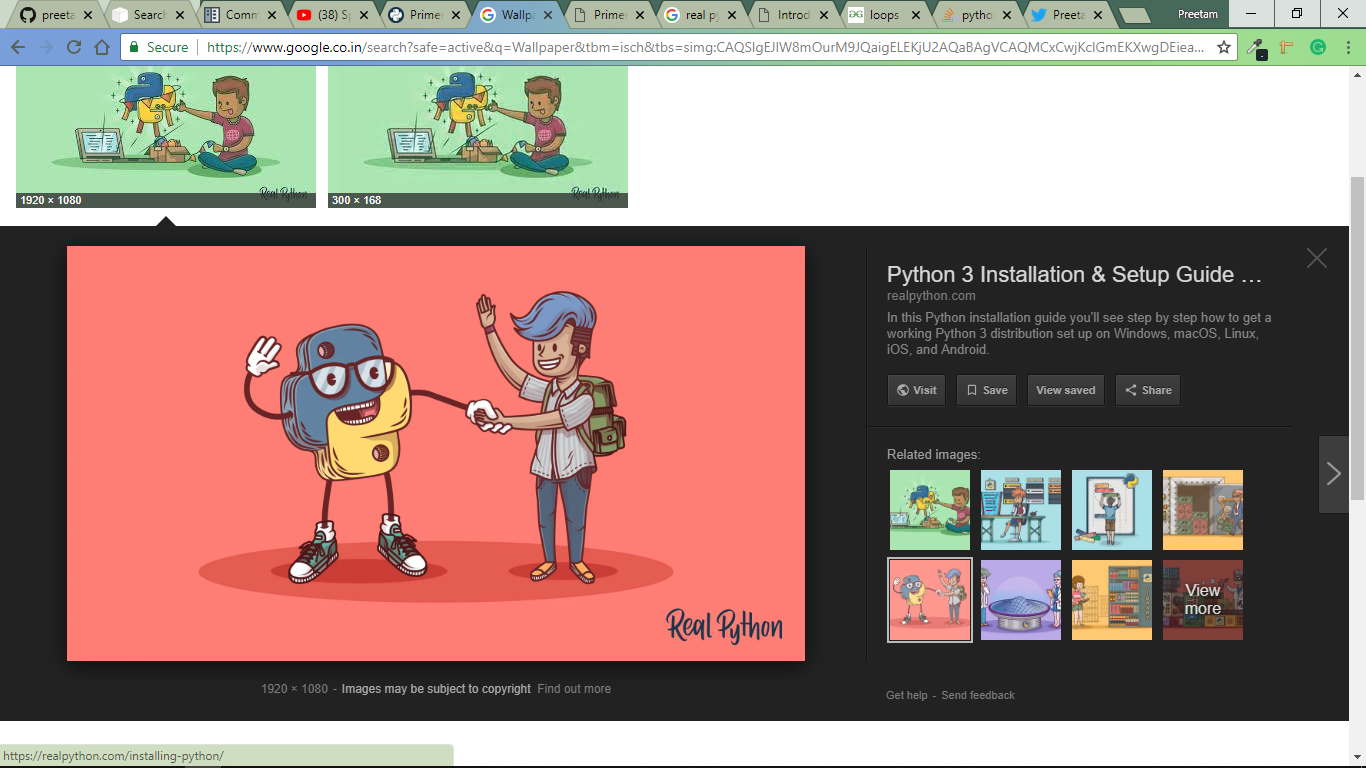 preeta
Search
Comm
(38) Sp
Primer
Wallpa
Primer
real py
Introd
loops
pytho
Preeta
Preetam
Secure
https://www.google.co.in/search?safe=active&q=Wallpaper&tbm=isch&tbs=simg:CAQSIgEJIW8mOurM9JQaigELEKjU2AQaBAgVCAQMCxCwjKcIGmEKXwgDEiea...
Real Python
Real Python
1920 × 1080
300 × 168
Python 3 Installation & Setup Guide ...
realpython.com
In this Python installation guide you'll see step by step how to get a
working Python 3 distribution set up on Windows, macOS, Linux,
iOS, and Android.
Visit
Save
View saved
Share
Related images:
View
more
Real Python
1920 × 1080 - Images may be subject to copyright Find out more
Get help - Send feedback
https://realpython.com/installing-python/